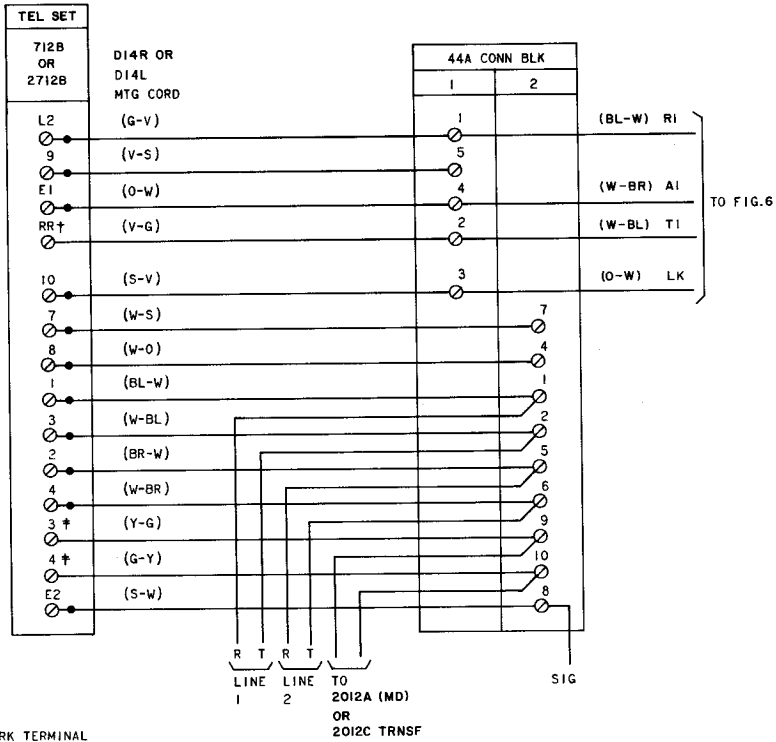 TEL SET
712B
OR
2712B
D14R OR
D14L
MTG CORD
44A CONN BLK
1 2
L2 (G-V) 1 (BL-W) R1
9 (V-S) 5
E1 (O-W) 4 (W-BR) A1
TO FIG.6
RR† (V-G) 2 (W-BL) T1
10 (S-V) 3 (O-W) LK
7 (W-S) 7
8 (W-O) 4
1 (BL-W) 1
3 (W-BL) 2
2 (BR-W) 5
4 (W-BR) 6
3 ‡ (Y-G) 9
4 ‡ (G-Y) 10
E2 (S-W) 8
R T R T
LINE LINE TO SIG
1 2 2012A (MD)
OR
2012C TRNSF
RK TERMINAL